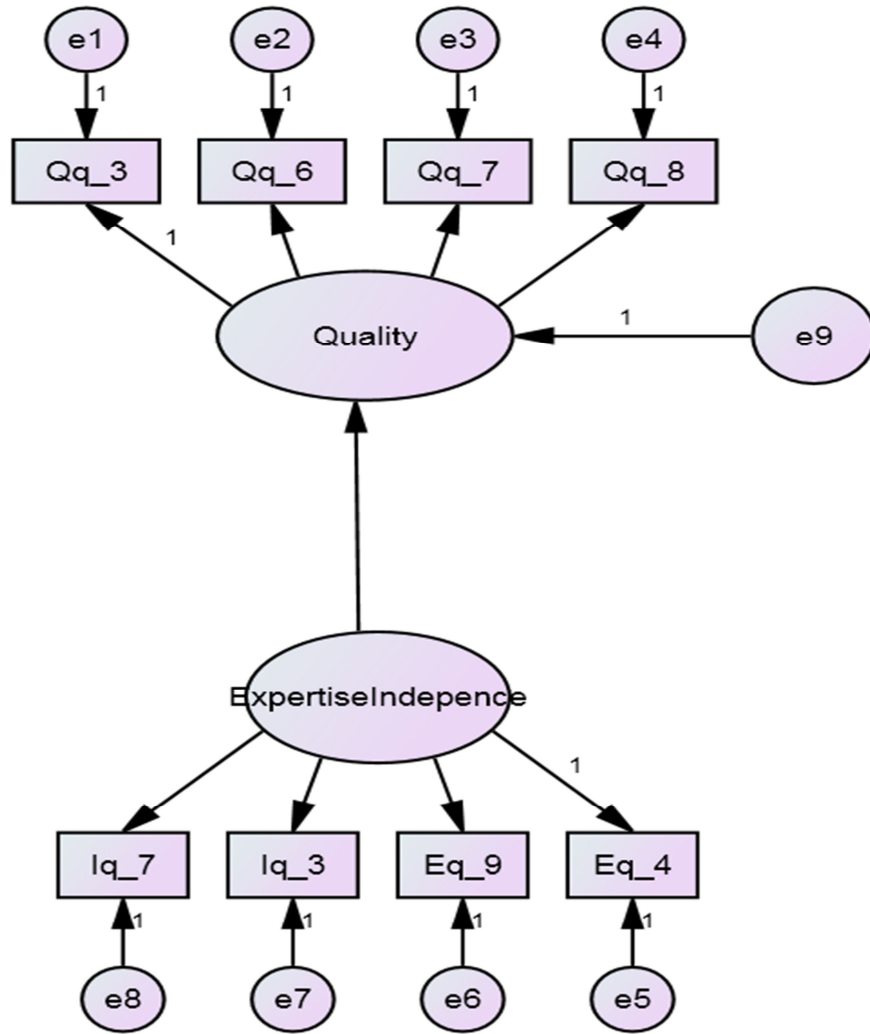 e1 e2 e3 e4
1 1 1 1
Qq_3 Qq_6 Qq_7 Qq_8
1
1
Quality e9
ExpertiseIndepence
1
Iq_7 Iq_3 Eq_9 Eq_4
1 1 1 1
e8 e7 e6 e5